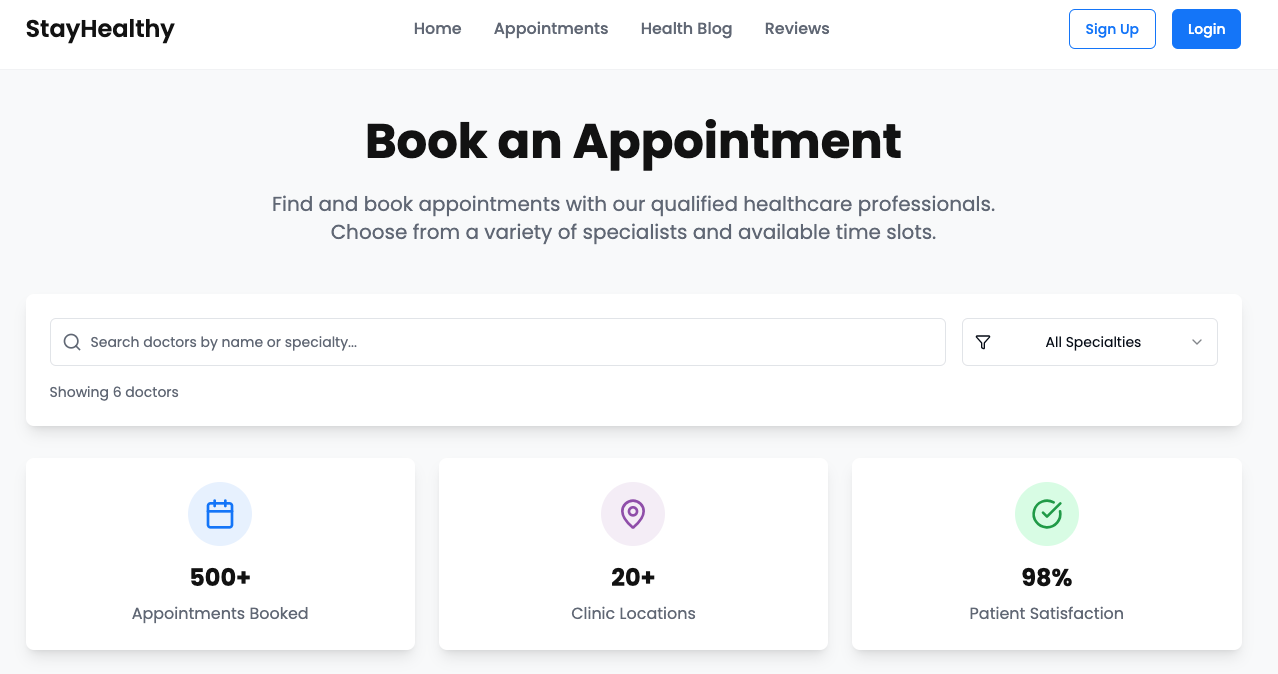 StayHealthy
Home
Appointments
Health Blog
Reviews
Sign Up
Login
Book an Appointment
Find and book appointments with our qualified healthcare professionals.
Choose from a variety of specialists and available time slots.
Search doctors by name or specialty...
All Specialties
Showing 6 doctors
500+
Appointments Booked
20+
Clinic Locations
98%
Patient Satisfaction